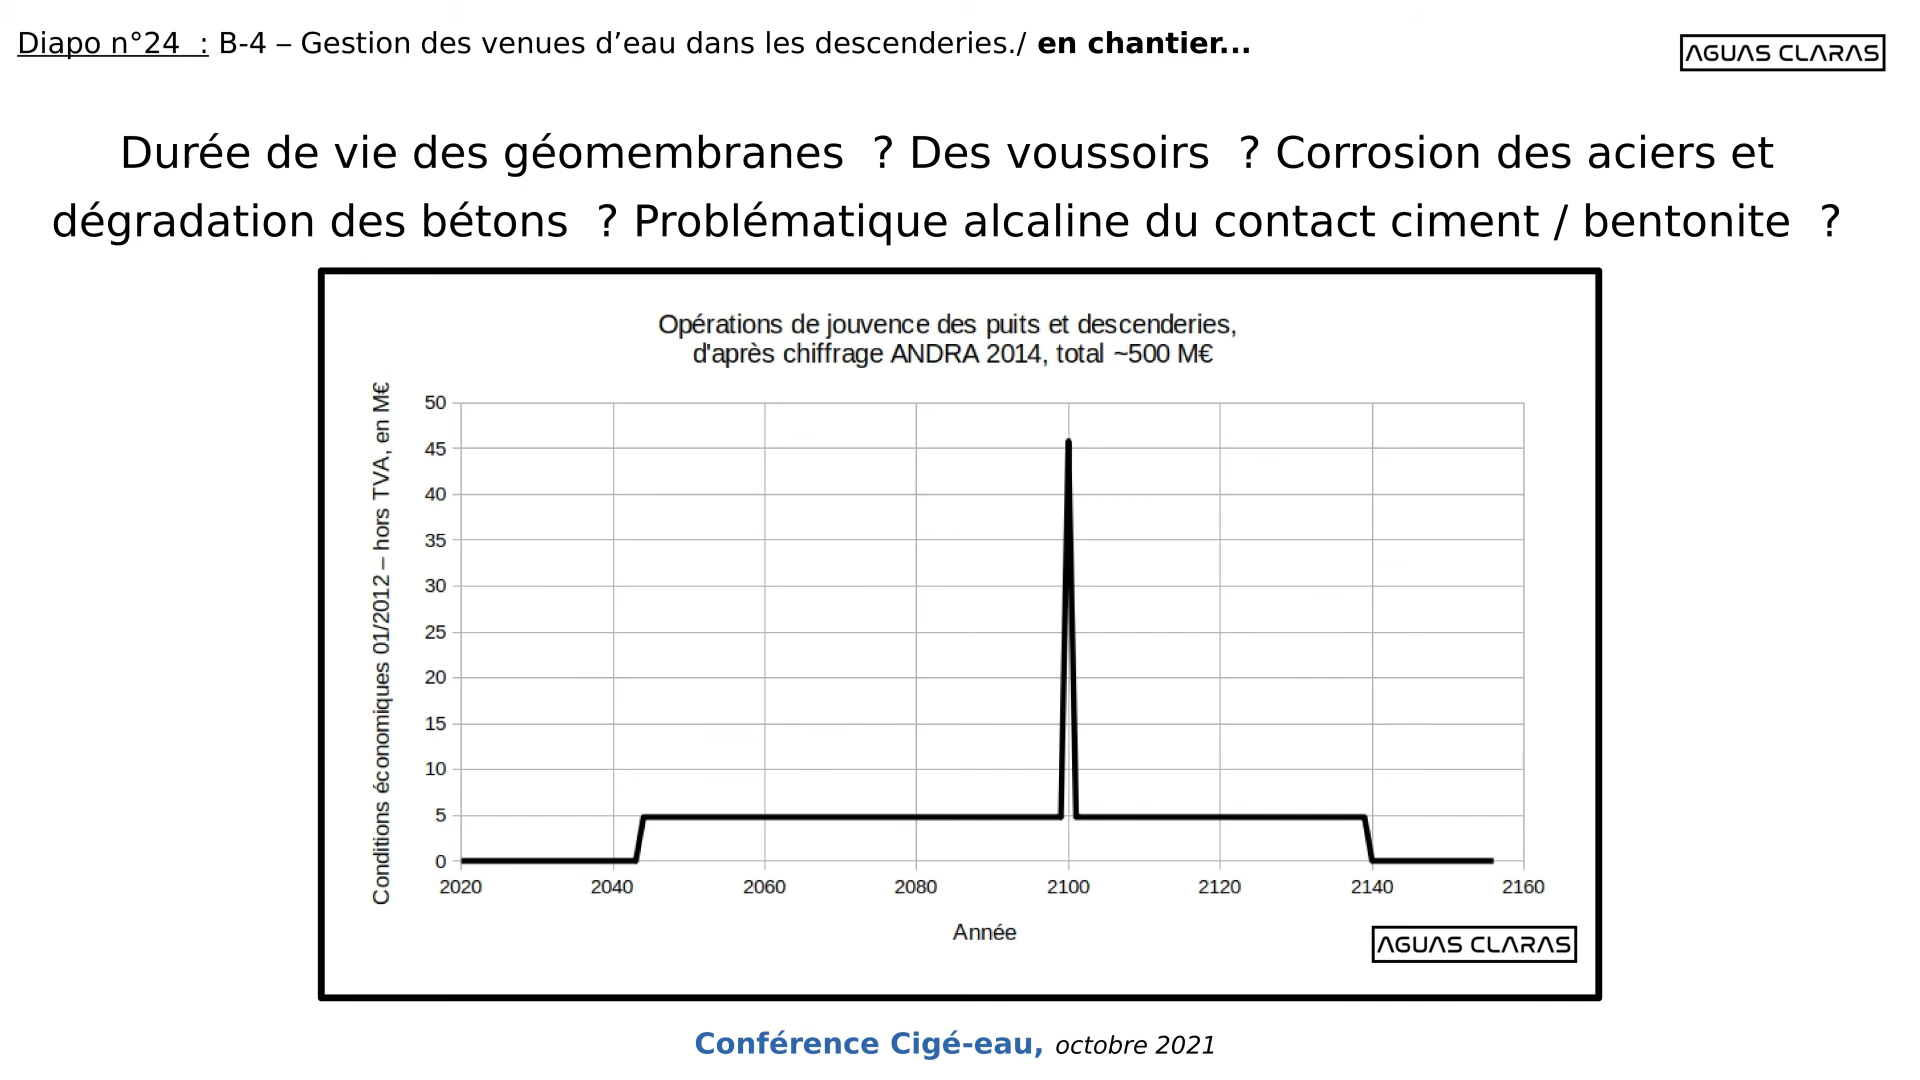 Diapo n°24  : B-4 – Gestion des venues d’eau dans les descenderies./ en chantier...
AGUAS CLARAS
Durée de vie des géomembranes  ? Des voussoirs  ? Corrosion des aciers et
dégradation des bétons  ? Problématique alcaline du contact ciment / bentonite  ?
Opérations de jouvence des puits et descenderies,
d'après chiffrage ANDRA 2014, total ~500 M€
Conditions économiques 01/2012 – hors TVA, en M€
50
45
40
35
30
25
20
15
10
5
0
2020 2040 2060 2080 2100 2120 2140 2160
Année
AGUAS CLARAS
Conférence Cigé-eau, octobre 2021